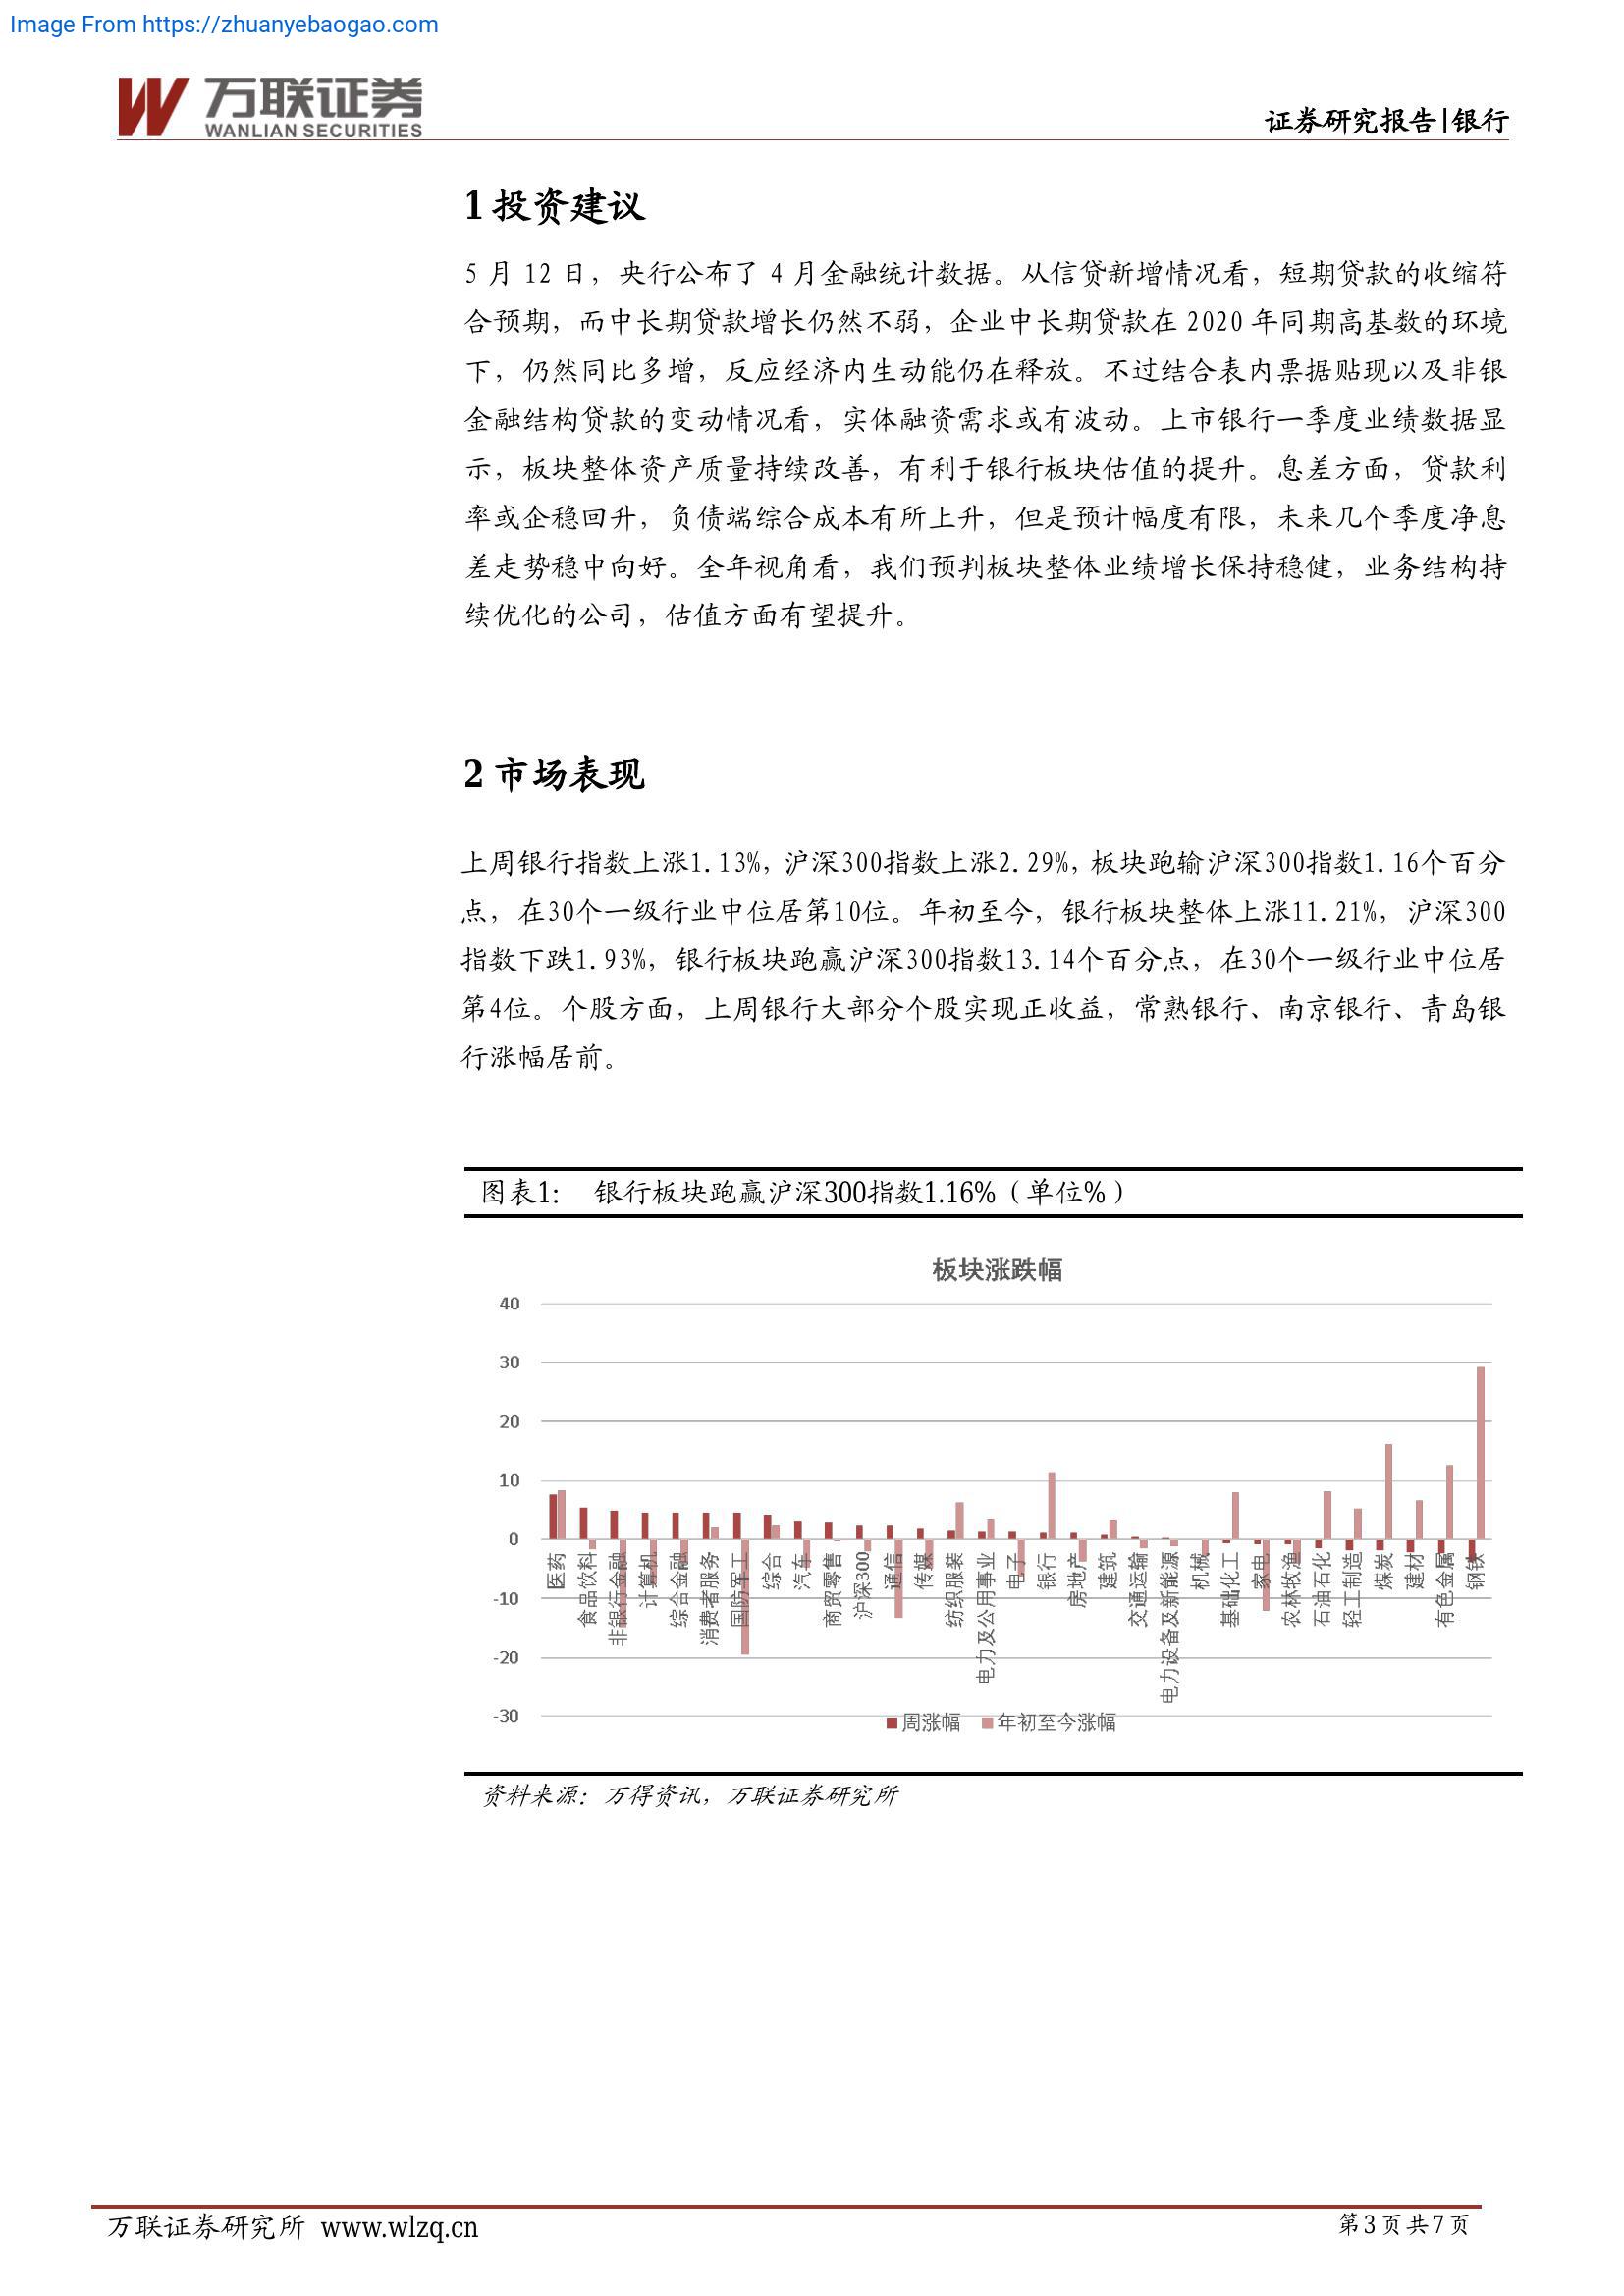 Image From https://zhuanyebaogao.com
万联证券
WANLIAN SECURITIES
证券研究报告|银行
1 投资建议
5 月 12 日，央行公布了 4 月金融统计数据。从信贷新增情况看，短期贷款的收缩符
合预期，而中长期贷款增长仍然不弱，企业中长期贷款在 2020 年同期高基数的环境
下，仍然同比多增，反应经济内生动能仍在释放。不过结合表内票据贴现以及非银
金融结构贷款的变动情况看，实体融资需求或有波动。上市银行一季度业绩数据显
示，板块整体资产质量持续改善，有利于银行板块估值的提升。息差方面，贷款利
率或企稳回升，负债端综合成本有所上升，但是预计幅度有限，未来几个季度净息
差走势稳中向好。全年视角看，我们预判板块整体业绩增长保持稳健，业务结构持
续优化的公司，估值方面有望提升。
2 市场表现
上周银行指数上涨1.13%，沪深300指数上涨2.29%，板块跑输沪深300指数1.16个百分
点，在30个一级行业中位居第10位。年初至今，银行板块整体上涨11.21%，沪深300
指数下跌1.93%，银行板块跑赢沪深300指数13.14个百分点，在30个一级行业中位居
第4位。个股方面，上周银行大部分个股实现正收益，常熟银行、南京银行、青岛银
行涨幅居前。
图表1： 银行板块跑赢沪深300指数1.16%（单位%）
板块涨跌幅
40
30
20
10
0
-10
-20
-30
医药
食品饮料
非银行金融
计算机
综合金融
消费者服务
国防军工
综合
汽车
商贸零售
沪深300
通信
传媒
纺织服装
电力及公用事业
电子
银行
房地产
建筑
交通运输
电力设备及新能源
机械
基础化工
家电
农林牧渔
石油石化
轻工制造
煤炭
建材
有色金属
钢铁
周涨幅 年初至今涨幅
资料来源：万得资讯，万联证券研究所
万联证券研究所 www.wlzq.cn
第3页共7页